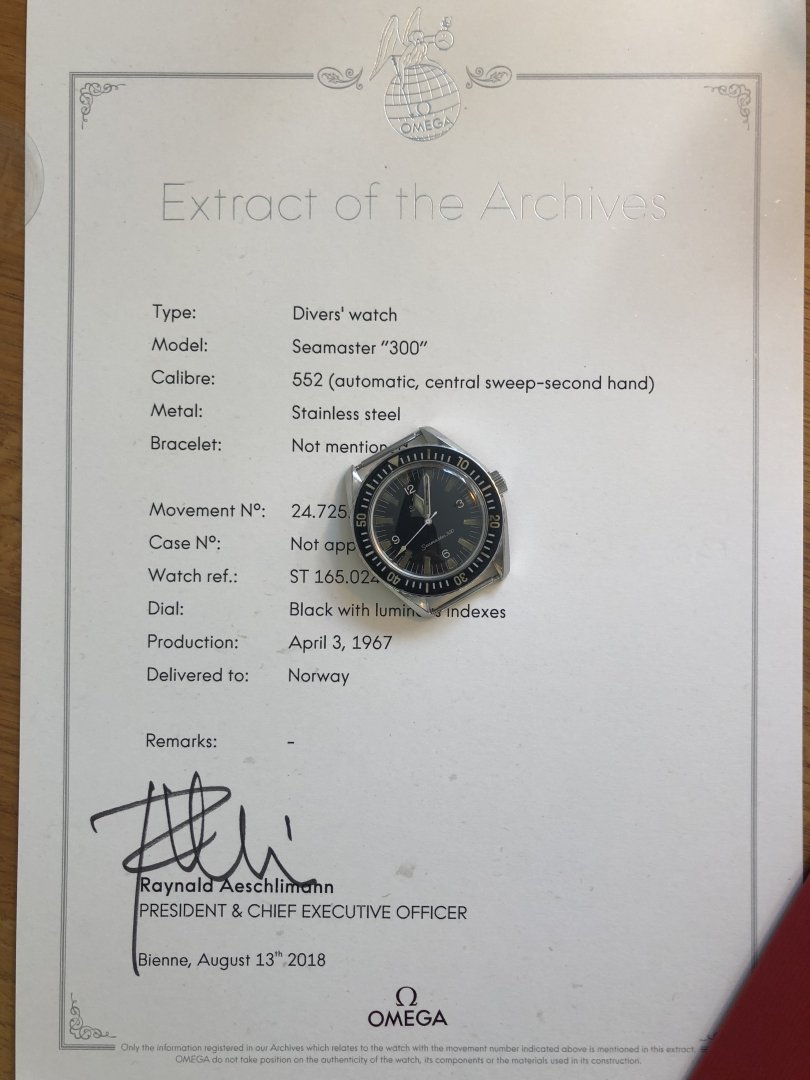 OMEGA
Extract of the Archives
Type: Divers' watch
Model: Seamaster "300"
Calibre: 552 (automatic, central sweep-second hand)
Metal: Stainless steel
Bracelet: Not mention
Movement Nº: 24.725
Case Nº: Not app
Watch ref.: ST 165.024
Dial: Black with lumin s indexes
Production: April 3, 1967
Delivered to: Norway
10
20
30
40
50
12
3
6
9
Seamaster 300
Remarks: -
Raynald Aeschlimann
PRESIDENT & CHIEF EXECUTIVE OFFICER
Bienne, August 13th 2018
Ω
OMEGA
Only the information registered in our Archives which relates to the watch with the movement number indicated above is mentioned in this extract.
OMEGA do not take position on the authenticity of the watch, its components or the materials used in its construction.